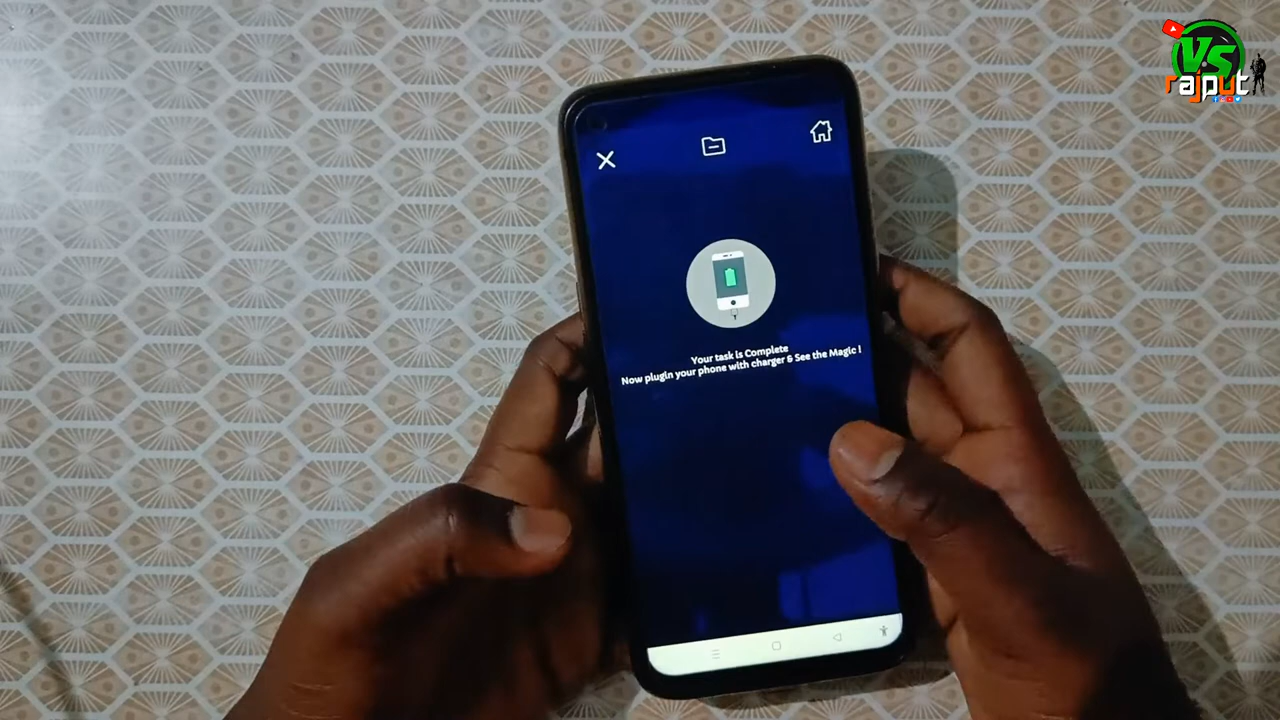 VS
rajput
Your task is Complete
Now plugin your phone with charger & See the Magic !